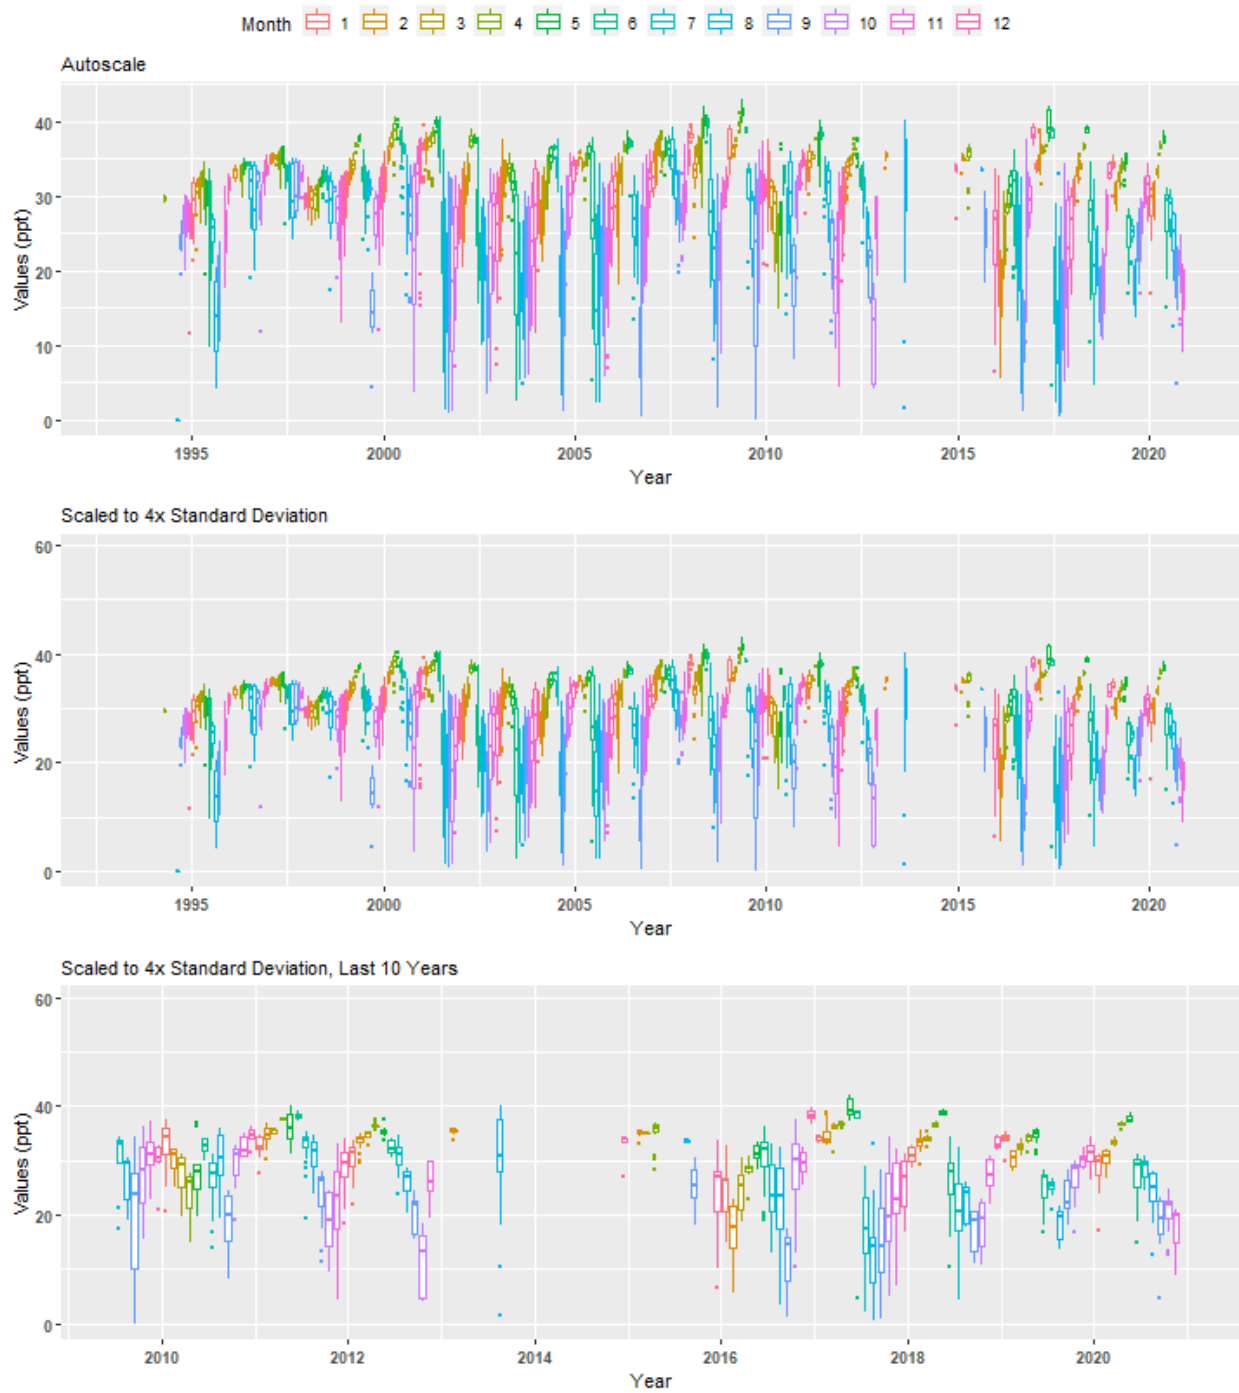 Month 1 2 3 4 5 6 7 8 9 10 11 12
Autoscale
Values (ppt)
40
30
20
10
0
1995 2000 2005 2010 2015 2020
Year
Scaled to 4x Standard Deviation
Values (ppt)
60
40
20
0
1995 2000 2005 2010 2015 2020
Year
Scaled to 4x Standard Deviation, Last 10 Years
Values (ppt)
60
40
20
0
2010 2012 2014 2016 2018 2020
Year